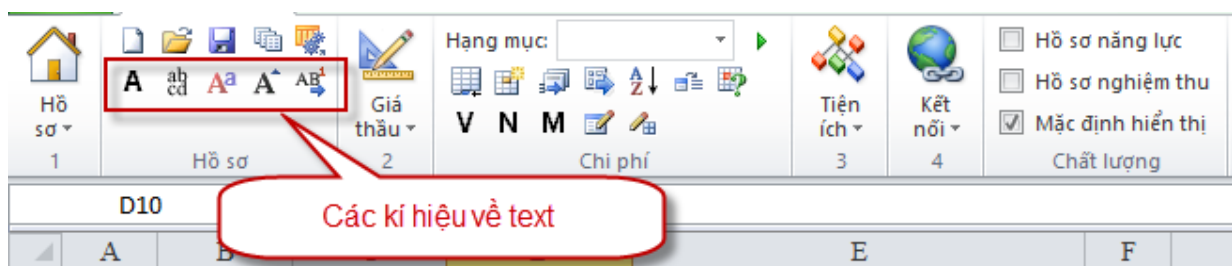 Hạng mục:
Hồ sơ năng lực
A ab cd Aa A AB1
Hồ sơ nghiệm thu
A Z
Hồ sơ
Giá thầu
V N M
Tiện ích
Kết nối
Mặc định hiển thị
1
Hồ sơ
2
Chi phí
3
4
Chất lượng
D10
Các kí hiệu về text
A
B
E
F